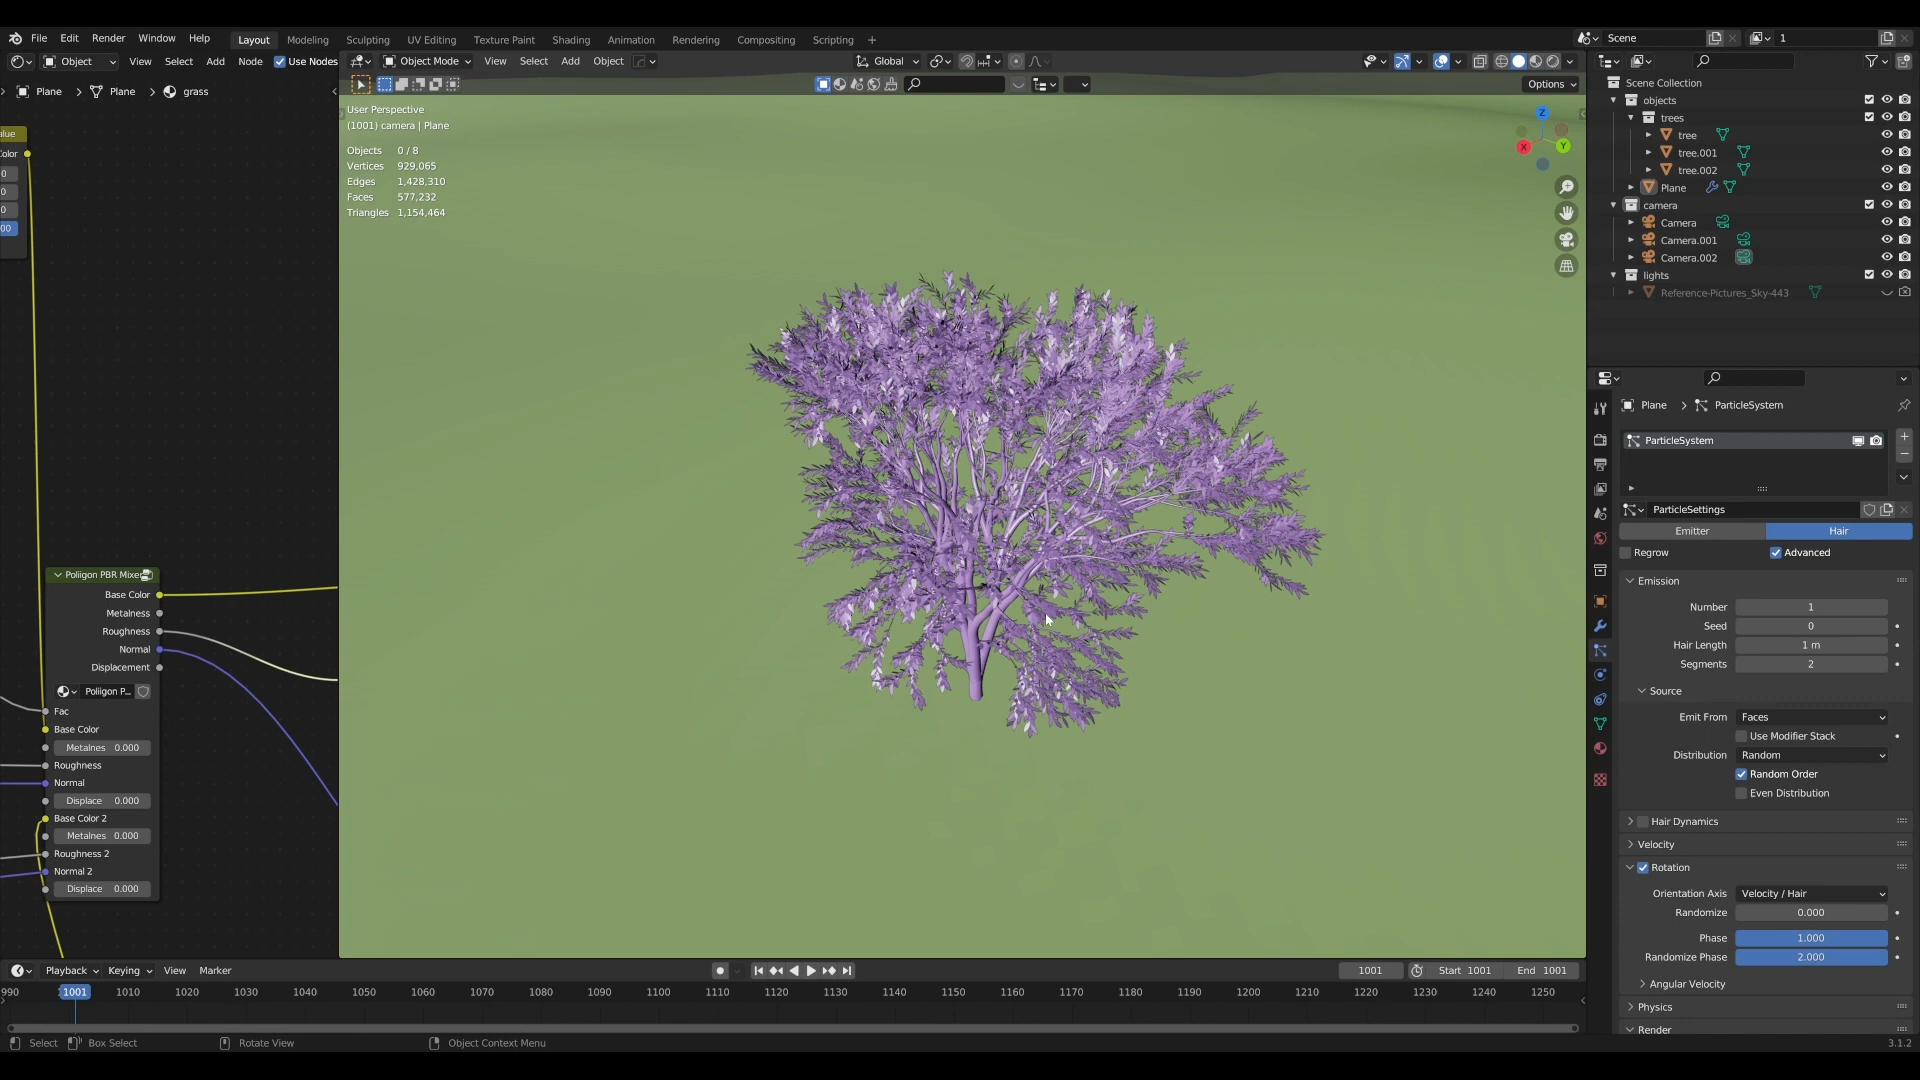 File Edit Render Window Help Layout Modeling Sculpting UV Editing Texture Paint Shading Animation Rendering Compositing Scripting + Scene 1
Object View Select Add Node Use Nodes Object Mode View Select Add Object Global
Plane > Plane > grass
Options
User Perspective
(1001) camera | Plane
Objects 0 / 8
Vertices 929,065
Edges 1,428,310
Faces 577,232
Triangles 1,154,464
Z
X
Y
Scene Collection
objects
trees
tree
tree.001
tree.002
Plane
camera
Camera
Camera.001
Camera.002
lights
Reference-Pictures_Sky-443
Plane > ParticleSystem
ParticleSystem
ParticleSettings
Emitter Hair
Regrow Advanced
Emission
Number 1
Seed 0
Hair Length 1 m
Segments 2
Source
Emit From Faces
Use Modifier Stack
Distribution Random
Random Order
Even Distribution
Hair Dynamics
Velocity
Rotation
Orientation Axis Velocity / Hair
Randomize 0.000
Phase 1.000
Randomize Phase 2.000
Angular Velocity
Physics
Render
alue
Color
0
0
0
00
Poliigon PBR Mixe
Base Color
Metalness
Roughness
Normal
Displacement
Poliigon P...
Fac
Base Color
Metalnes 0.000
Roughness
Normal
Displace 0.000
Base Color 2
Metalnes 0.000
Roughness 2
Normal 2
Displace 0.000
Playback Keying View Marker 1001 Start 1001 End 1001
990 1001 1010 1020 1030 1040 1050 1060 1070 1080 1090 1100 1110 1120 1130 1140 1150 1160 1170 1180 1190 1200 1210 1220 1230 1240 1250
Select Box Select Rotate View Object Context Menu 3.1.2